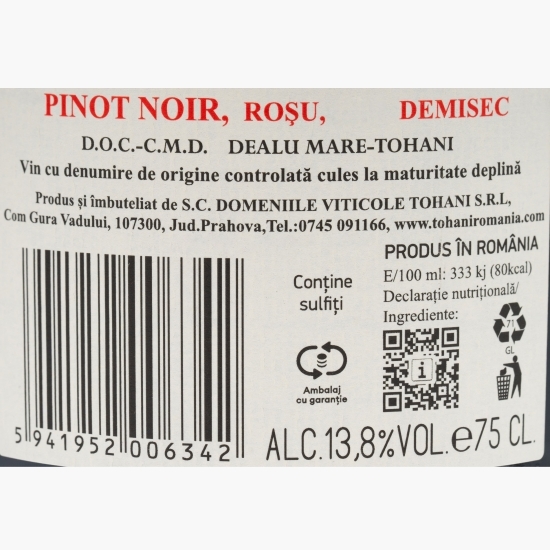 PINOT NOIR, ROŞU, DEMISEC
D.O.C.-C.M.D. DEALU MARE-TOHANI
Vin cu denumire de origine controlată cules la maturitate deplină
Produs și îmbuteliat de S.C. DOMENIILE VITICOLE TOHANI S.R.L,
Com Gura Vadului, 107300, Jud.Prahova,Tel.:0745 091166, www.tohaniromania.com
PRODUS ÎN ROMÂNIA
E/100 ml: 333 kj (80kcal)
Declarație nutrițională/
Ingrediente:
Conține
sulfiți
Ambalaj
cu garanție
i
71
GL
5 941952 006342
ALC.13,8%VOL.e75 CL.